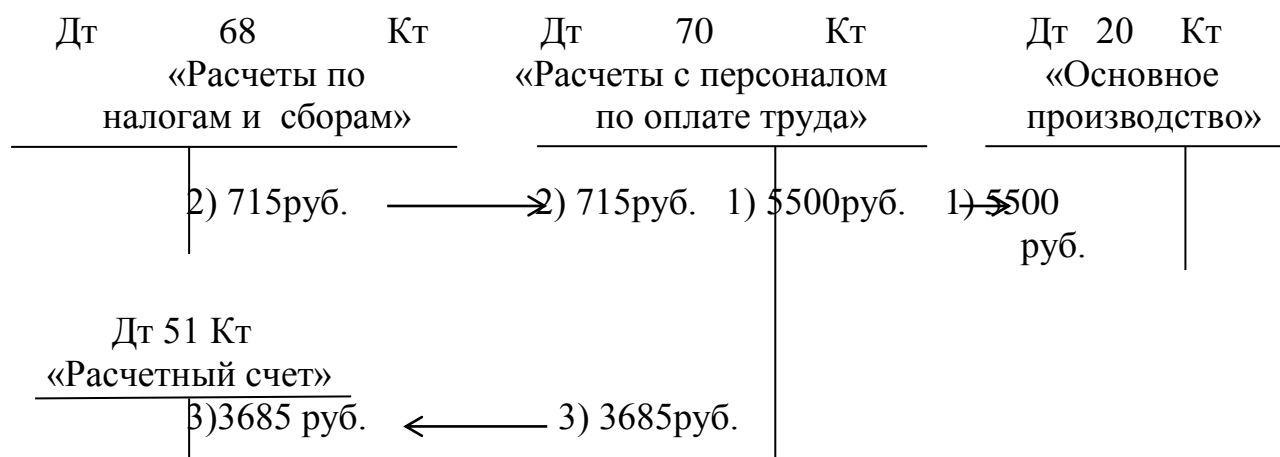 Дт 68 Кт Дт 70 Кт Дт 20 Кт
«Расчеты по «Расчеты с персоналом «Основное
налогам и сборам» по оплате труда» производство»
2) 715руб. 2) 715руб. 1) 5500руб. 1) 5500
руб.
Дт 51 Кт
«Расчетный счет»
3)3685 руб. 3) 3685руб.